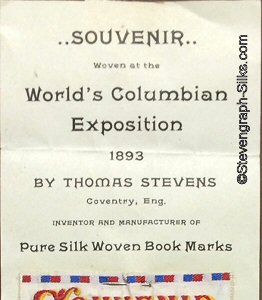 ..SOUVENIR..
Woven at the
World's Columbian
Exposition
1893
BY THOMAS STEVENS
Coventry, Eng.
INVENTOR AND MANUFACTURER OF
Pure Silk Woven Book Marks
SOUVENIR
©Stevengraph-Silks.com